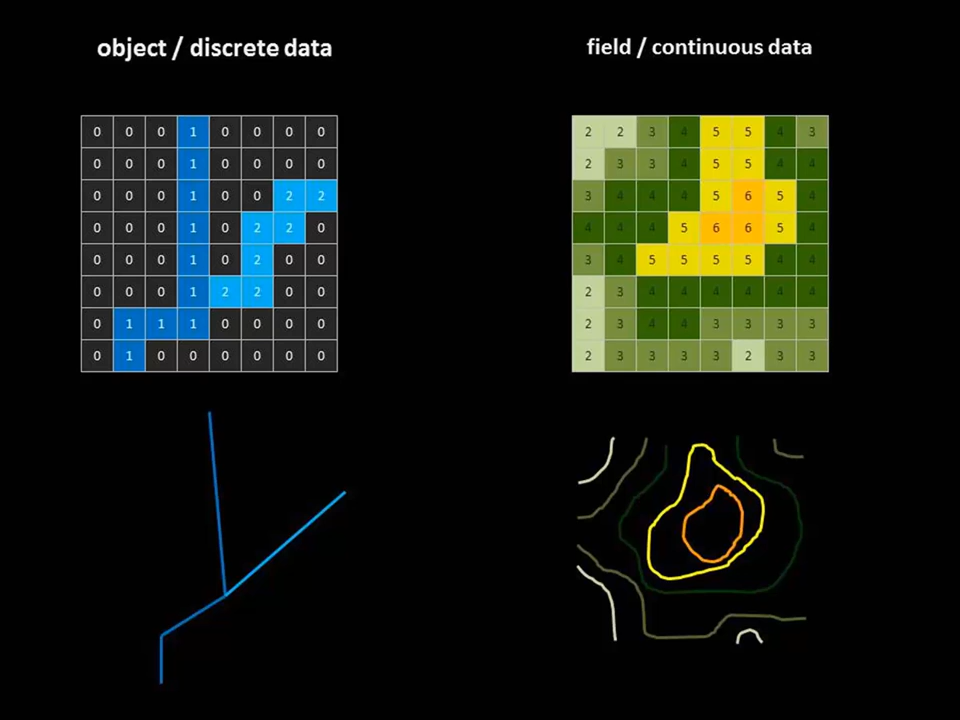 object / discrete data
field / continuous data
0 0 0 1 0 0 0 0
0 0 0 1 0 0 0 0
0 0 0 1 0 0 2 2
0 0 0 1 0 2 2 0
0 0 0 1 0 2 0 0
0 0 0 1 2 2 0 0
0 1 1 1 0 0 0 0
0 1 0 0 0 0 0 0
2 2 3 4 5 5 4 3
2 3 3 4 5 5 4 4
3 4 4 4 5 6 5 4
4 4 4 5 6 6 5 4
3 4 5 5 5 5 4 4
2 3 4 4 4 4 4 4
2 3 4 4 3 3 3 3
2 3 3 3 3 2 3 3